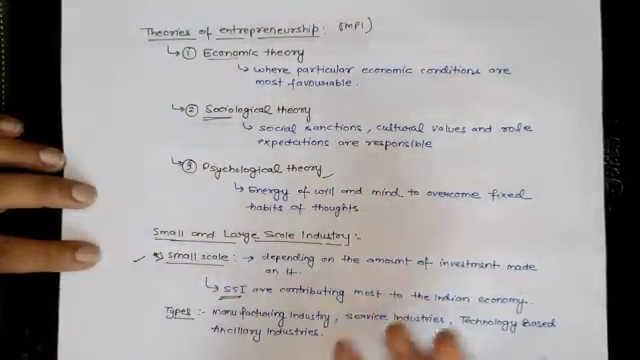 Theories of entrepreneurship: (IMP!)
↳ ① Economic theory
↳ where particular economic conditions are
most favourable.
↳ ② Sociological theory
↳ social sanctions, cultural values and role
expectations are responsible
↳ ③ Psychological theory
↳ Energy of will and mind to overcome fixed
habits of thoughts.
Small and Large Scale Industry:-
small scale: → depending on the amount of investment made
on it.
↳ SSI are contributing most to the Indian economy.
Types:- manufacturing industry, service industries, Technology Based
Ancillary industries.